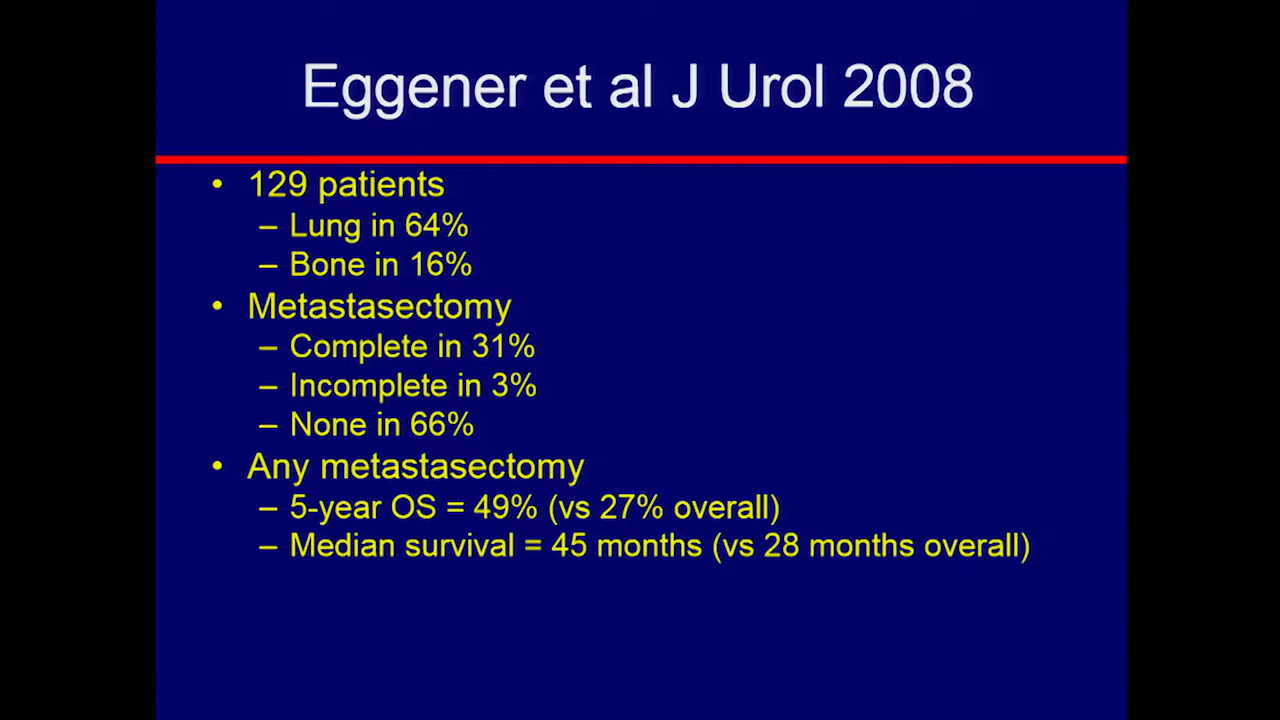 Eggener et al J Urol 2008
• 129 patients
– Lung in 64%
– Bone in 16%
• Metastasectomy
– Complete in 31%
– Incomplete in 3%
– None in 66%
• Any metastasectomy
– 5-year OS = 49% (vs 27% overall)
– Median survival = 45 months (vs 28 months overall)